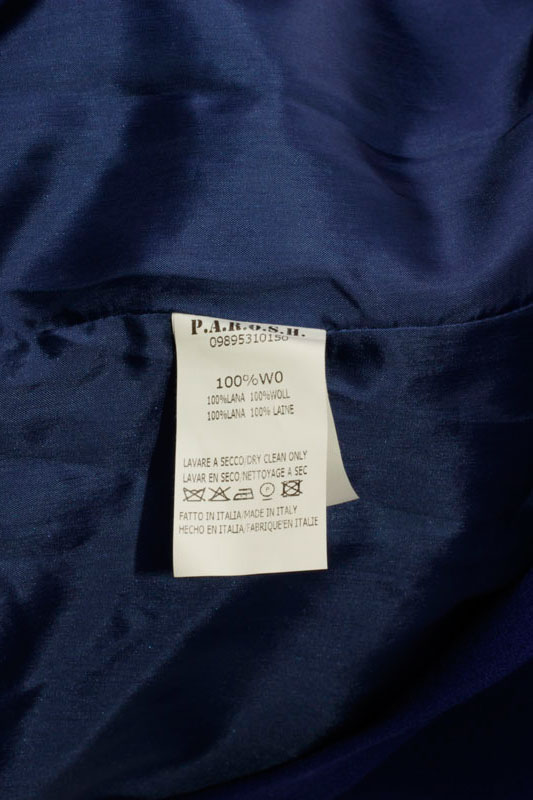 P.A.R.O.S.H.
09895310156
100%WO
100%LANA 100%WOLL
100%LANA 100% LAINE
LAVARE A SECCO/DRY CLEAN ONLY
LAVAR EN SECO/NETTOYAGE A SEC
FATTO IN ITALIA/MADE IN ITALY
HECHO EN ITALIA/FABRIQUE'EN ITALIE